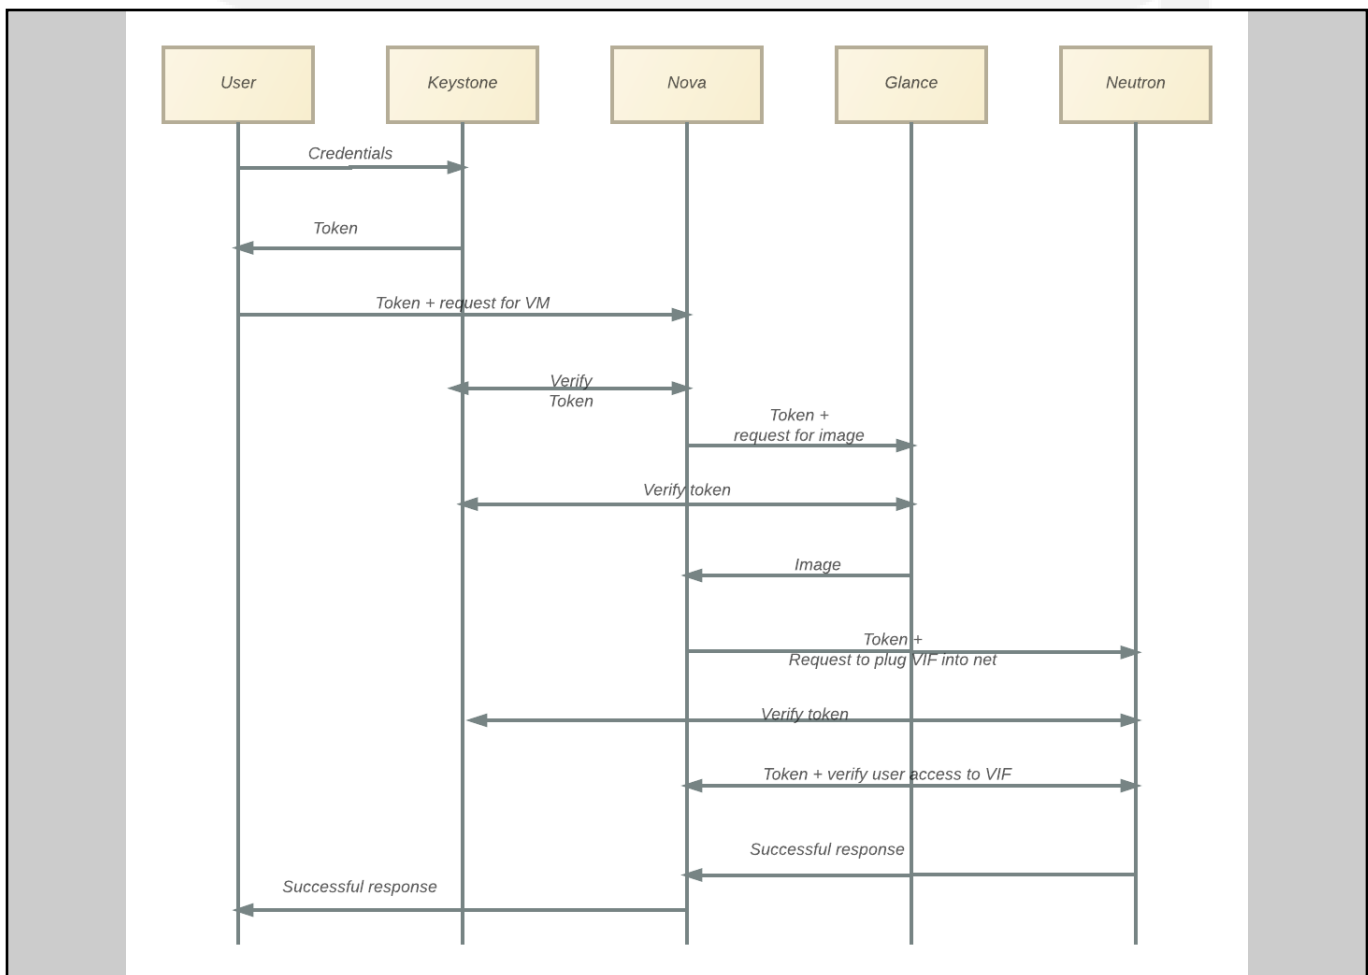 User
Keystone
Nova
Glance
Neutron
Credentials
Token
Token + request for VM
Verify
Token
Token +
request for image
Verify token
Image
Token +
Request to plug VIF into net
Verify token
Token + verify user access to VIF
Successful response
Successful response